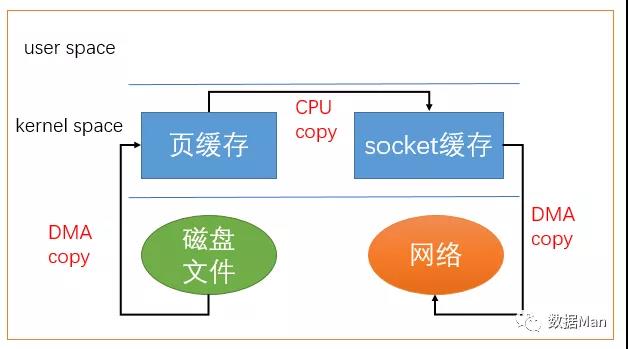 user space
kernel space
CPU
copy
页缓存
socket缓存
DMA
copy
磁盘
文件
网络
DMA
copy
数据Man